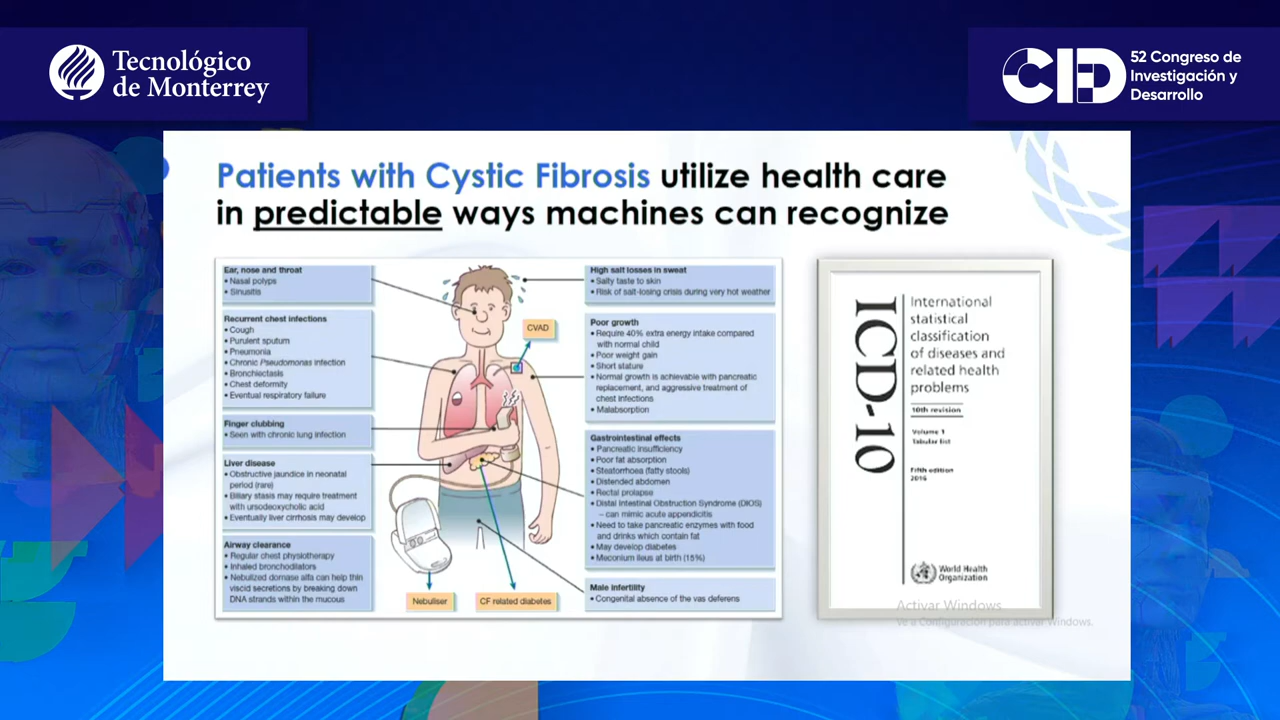 Tecnológico
de Monterrey
CID
52 Congreso de
Investigación y
Desarrollo
Patients with Cystic Fibrosis utilize health care
in predictable ways machines can recognize
Ear, nose and throat
• Nasal polyps
• Sinusitis
Recurrent chest infections
• Cough
• Purulent sputum
• Pneumonia
• Chronic Pseudomonas infection
• Bronchiectasis
• Chest deformity
• Eventual respiratory failure
Finger clubbing
• Seen with chronic lung infection
Liver disease
• Obstructive jaundice in neonatal
period (rare)
• Biliary stasis may require treatment
with ursodeoxycholic acid
• Eventually liver cirrhosis may develop
Airway clearance
• Regular chest physiotherapy
• Inhaled bronchodilators
• Nebulized dornase alfa can help thin
viscid secretions by breaking down
DNA strands within the mucous
CVAD
Nebuliser
CF related diabetes
High salt losses in sweat
• Salty taste to skin
• Risk of salt-losing crisis during very hot weather
Poor growth
• Require 40% extra energy intake compared
with normal child
• Poor weight gain
• Short stature
• Normal growth is achievable with pancreatic
replacement, and aggressive treatment of
chest infections
• Malabsorption
Gastrointestinal effects
• Pancreatic insufficiency
• Poor fat absorption
• Steatorrhoea (fatty stools)
• Distended abdomen
• Rectal prolapse
• Distal Intestinal Obstruction Syndrome (DIOS)
– can mimic acute appendicitis
• Need to take pancreatic enzymes with food
and drinks which contain fat
• May develop diabetes
• Meconium ileus at birth (15%)
Male infertility
• Congenital absence of the vas deferens
ICD-10
International
statistical
classification
of diseases and
related health
problems
10th revision
Volume 1
Tabular list
Fifth edition
2016
World Health
Organization
Activar Windows
Ve a Configuración para activar Windows.